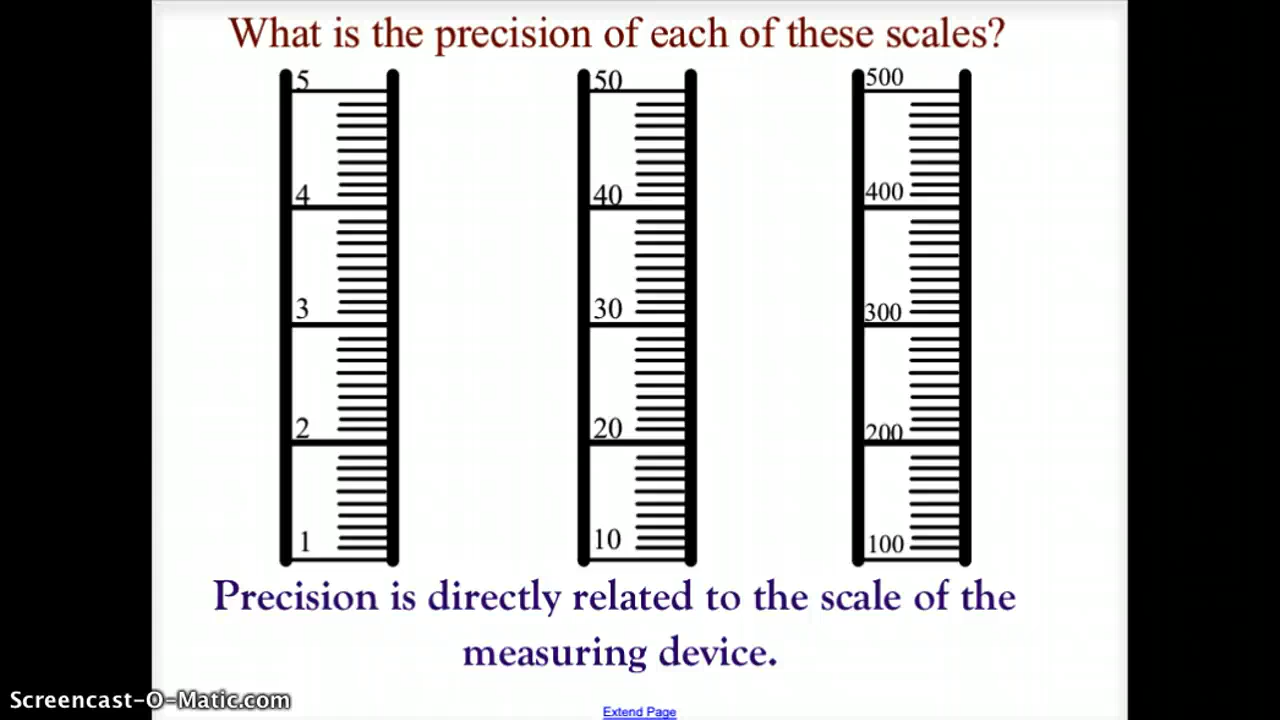 What is the precision of each of these scales?
5 50 500
4 40 400
3 30 300
2 20 200
1 10 100
Precision is directly related to the scale of the
measuring device.
Screencast-O-Matic.com
Extend Page